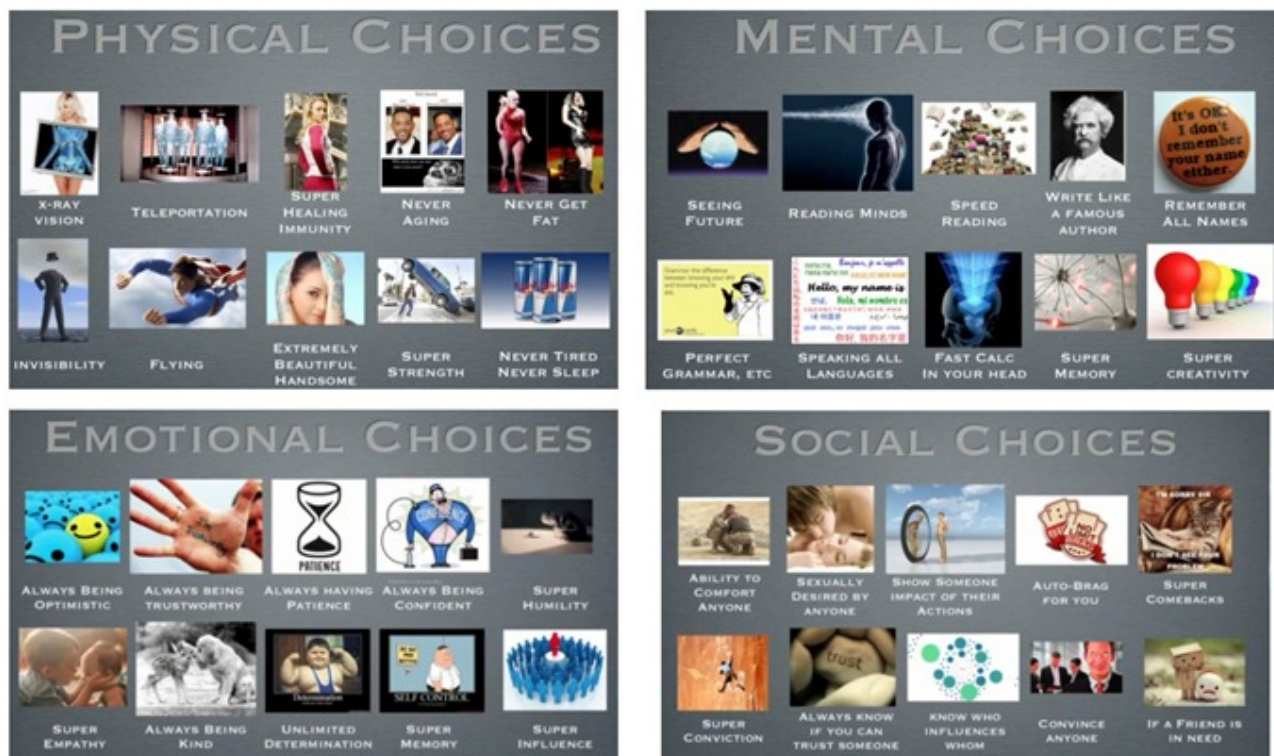 PHYSICAL CHOICES
X-RAY VISION
TELEPORTATION
SUPER HEALING IMMUNITY
NEVER AGING
NEVER GET FAT
INVISIBILITY
FLYING
EXTREMELY BEAUTIFUL HANDSOME
SUPER STRENGTH
NEVER TIRED NEVER SLEEP
MENTAL CHOICES
It's OK!
I don't
remember
your name
either.
SEEING FUTURE
READING MINDS
SPEED READING
WRITE LIKE A FAMOUS AUTHOR
REMEMBER ALL NAMES
Hello, my name is
PERFECT GRAMMAR, ETC
SPEAKING ALL LANGUAGES
FAST CALC IN YOUR HEAD
SUPER MEMORY
SUPER CREATIVITY
EMOTIONAL CHOICES
PATIENCE
ALWAYS BEING OPTIMISTIC
ALWAYS BEING TRUSTWORTHY
ALWAYS HAVING PATIENCE
ALWAYS BEING CONFIDENT
SUPER HUMILITY
Determination
SELF CONTROL
SUPER EMPATHY
ALWAYS BEING KIND
UNLIMITED DETERMINATION
SUPER MEMORY
SUPER INFLUENCE
SOCIAL CHOICES
I'M SORRY SIR
I DON'T SEE YOUR
PROBLEM
ABILITY TO COMFORT ANYONE
SEXUALLY DESIRED BY ANYONE
SHOW SOMEONE IMPACT OF THEIR ACTIONS
AUTO-BRAG FOR YOU
SUPER COMEBACKS
trust
SUPER CONVICTION
ALWAYS KNOW IF YOU CAN TRUST SOMEONE
KNOW WHO INFLUENCES WHOM
CONVINCE ANYONE
IF A FRIEND IS IN NEED